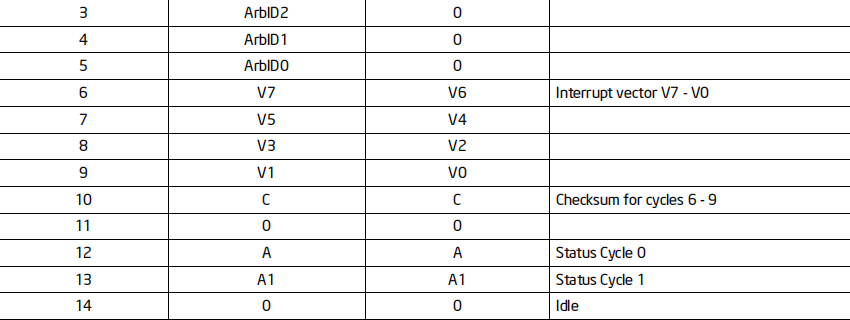 3 ArbID2 0
4 ArbID1 0
5 ArbID0 0
6 V7 V6 Interrupt vector V7 - V0
7 V5 V4
8 V3 V2
9 V1 V0
10 C C Checksum for cycles 6 - 9
11 0 0
12 A A Status Cycle 0
13 A1 A1 Status Cycle 1
14 0 0 Idle